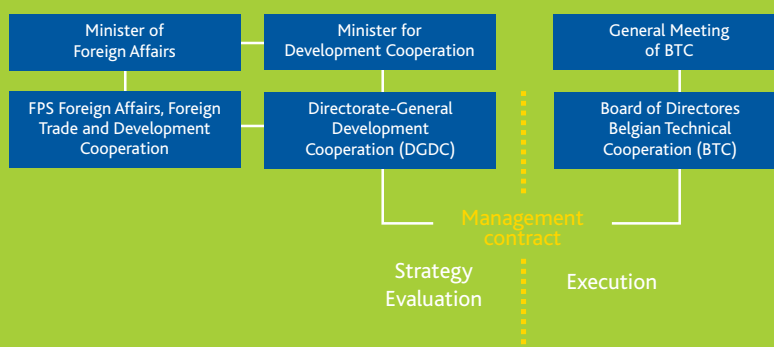 Minister of
Foreign Affairs
Minister for
Development Cooperation
General Meeting
of BTC
FPS Foreign Affairs, Foreign
Trade and Development
Cooperation
Directorate-General
Development
Cooperation (DGDC)
Board of Directores
Belgian Technical
Cooperation (BTC)
Management
contract
Strategy
Evaluation
Execution